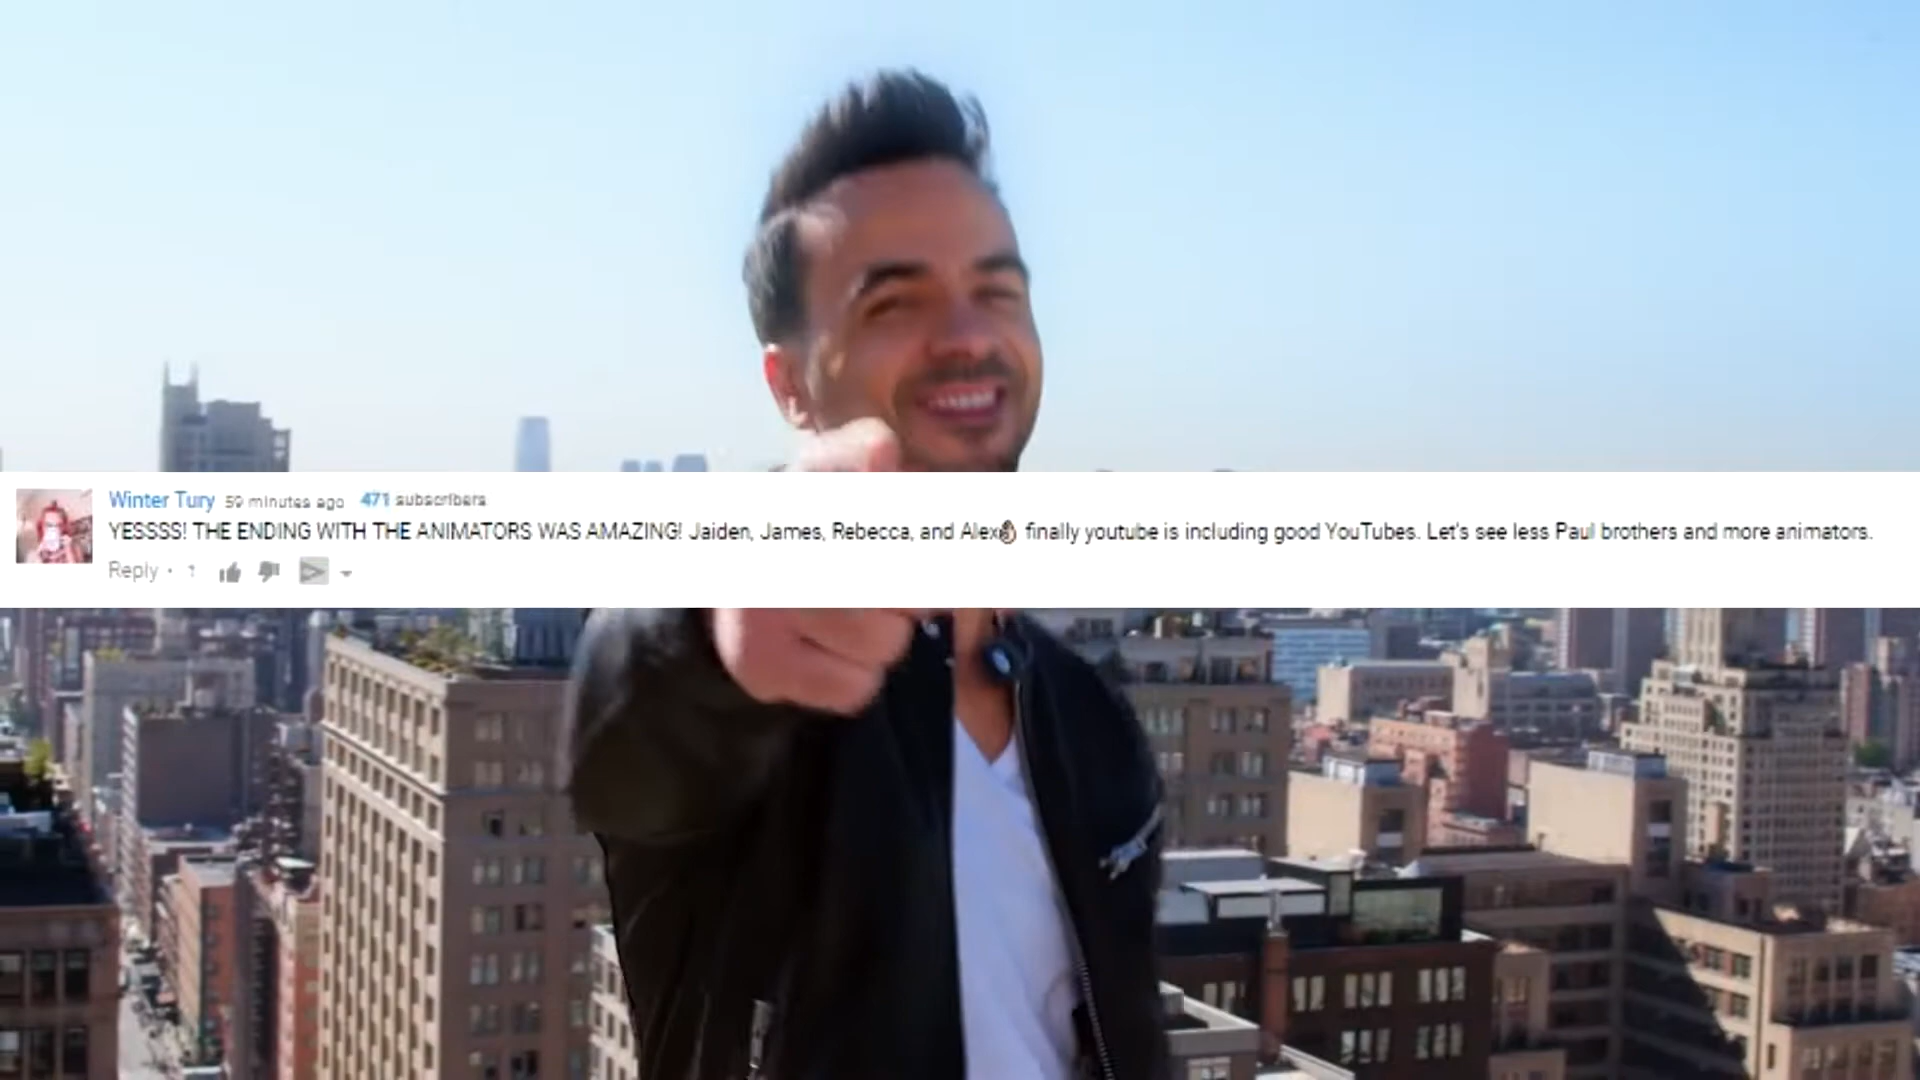 Winter Tury 59 minutes ago 471 subscribers
YESSSS! THE ENDING WITH THE ANIMATORS WAS AMAZING! Jaiden, James, Rebecca, and Alex👌🏻 finally youtube is including good YouTubes. Let's see less Paul brothers and more animators.
Reply • 1